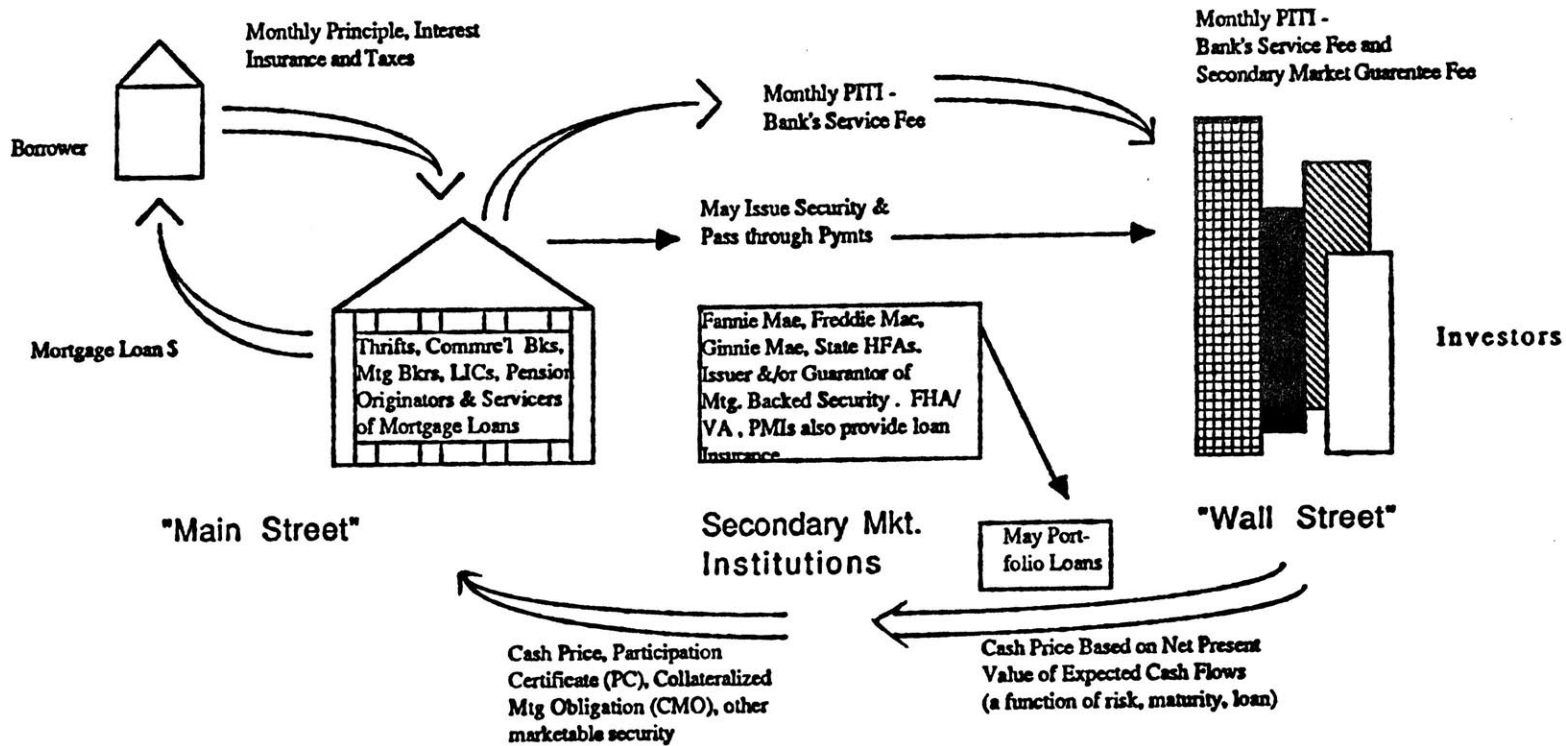 Monthly Principle, Interest
Insurance and Taxes
Monthly PITI -
Bank's Service Fee and
Secondary Market Guarentee Fee
Monthly PITI -
Bank's Service Fee
Borrower
May Issue Security &
Pass through Pymts
Mortgage Loan $
Thrifts, Commre'l Bks,
Mtg Bkrs, LICs, Pension
Originators & Servicers
of Mortgage Loans
Fannie Mae, Freddie Mac,
Ginnie Mae, State HFAs.
Issuer &/or Guarantor of
Mtg. Backed Security . FHA/
VA , PMIs also provide loan
Insurance
Investors
"Main Street"
Secondary Mkt.
Institutions
May Port-
folio Loans
"Wall Street"
Cash Price, Participation
Certificate (PC), Collateralized
Mtg Obligation (CMO), other
marketable security
Cash Price Based on Net Present
Value of Expected Cash Flows
(a function of risk, maturity, loan)